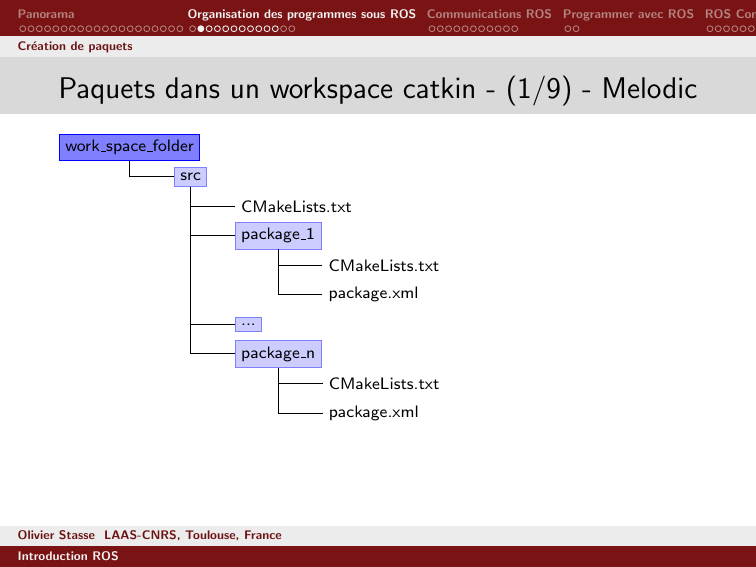 Panorama
Organisation des programmes sous ROS
Communications ROS
Programmer avec ROS
ROS Con
Création de paquets
Paquets dans un workspace catkin - (1/9) - Melodic
work_space_folder
src
CMakeLists.txt
package_1
CMakeLists.txt
package.xml
...
package_n
CMakeLists.txt
package.xml
Olivier Stasse LAAS-CNRS, Toulouse, France
Introduction ROS